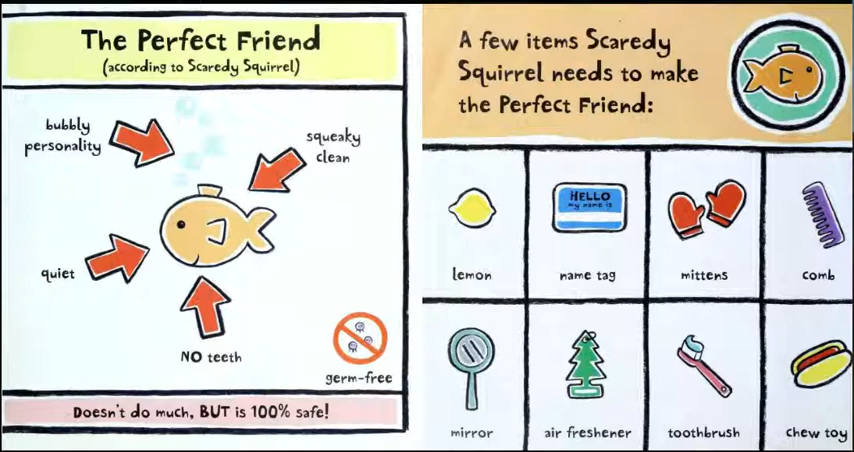 The Perfect Friend
(according to Scaredy Squirrel)
bubbly
personality
squeaky
clean
quiet
NO teeth
germ-free
Doesn't do much, BUT is 100% safe!
A few items Scaredy
Squirrel needs to make
the Perfect Friend:
lemon
HELLO
my name is
name tag
mittens
comb
mirror
air freshener
toothbrush
chew toy